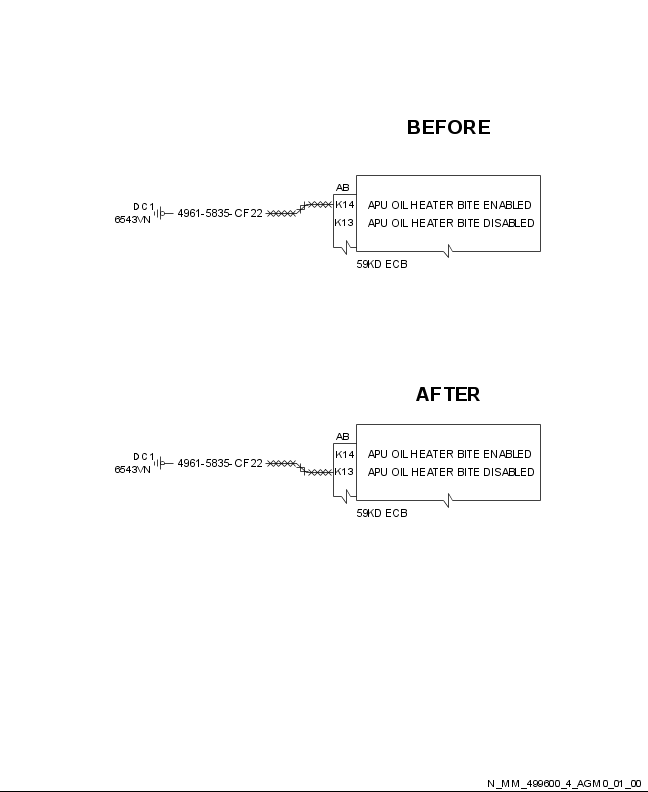 BEFORE
AB
DC1
6543VN
4961-5835-CF22
K14 APU OIL HEATER BITE ENABLED
K13 APU OIL HEATER BITE DISABLED
59KD ECB
AFTER
AB
DC1
6543VN
4961-5835-CF22
K14 APU OIL HEATER BITE ENABLED
K13 APU OIL HEATER BITE DISABLED
59KD ECB
N_MM_499600_4_AGM0_01_00